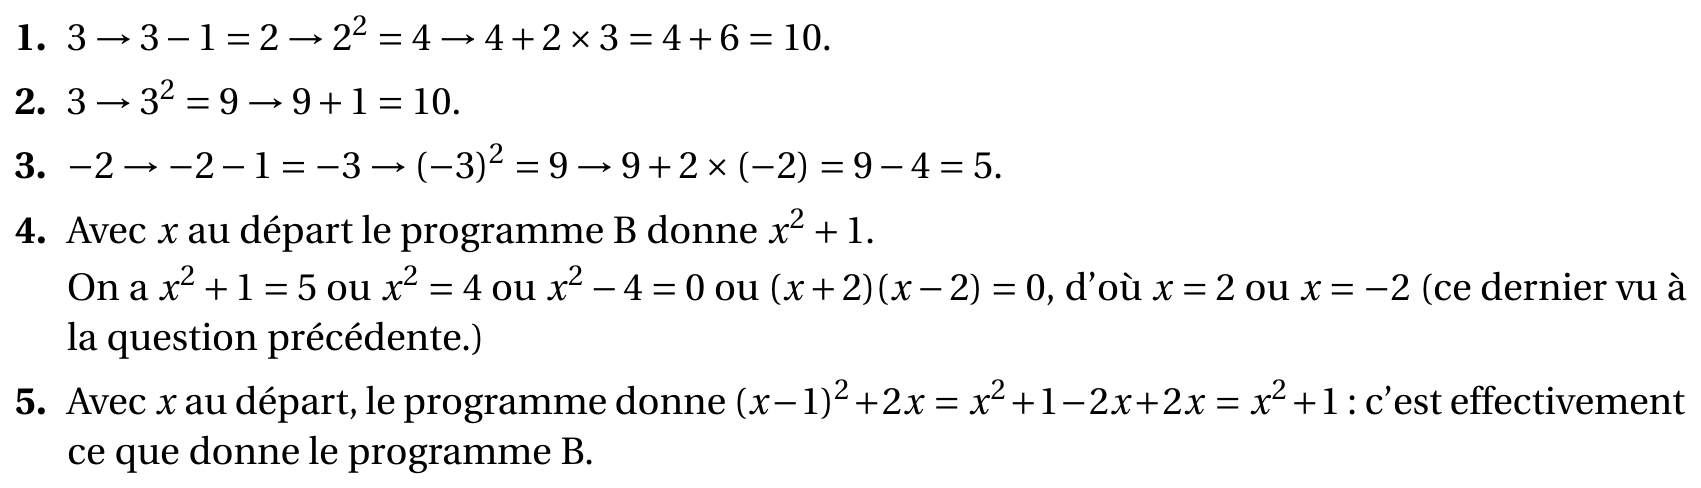 1. 3 → 3 − 1 = 2 → 2² = 4 → 4 + 2 × 3 = 4 + 6 = 10.
2. 3 → 3² = 9 → 9 + 1 = 10.
3. −2 → −2 − 1 = −3 → (−3)² = 9 → 9 + 2 × (−2) = 9 − 4 = 5.
4. Avec x au départ le programme B donne x² + 1.
On a x² + 1 = 5 ou x² = 4 ou x² − 4 = 0 ou (x + 2)(x − 2) = 0, d’où x = 2 ou x = −2 (ce dernier vu à
la question précédente.)
5. Avec x au départ, le programme donne (x−1)²+2x = x²+1−2x+2x = x²+1 : c’est effectivement
ce que donne le programme B.